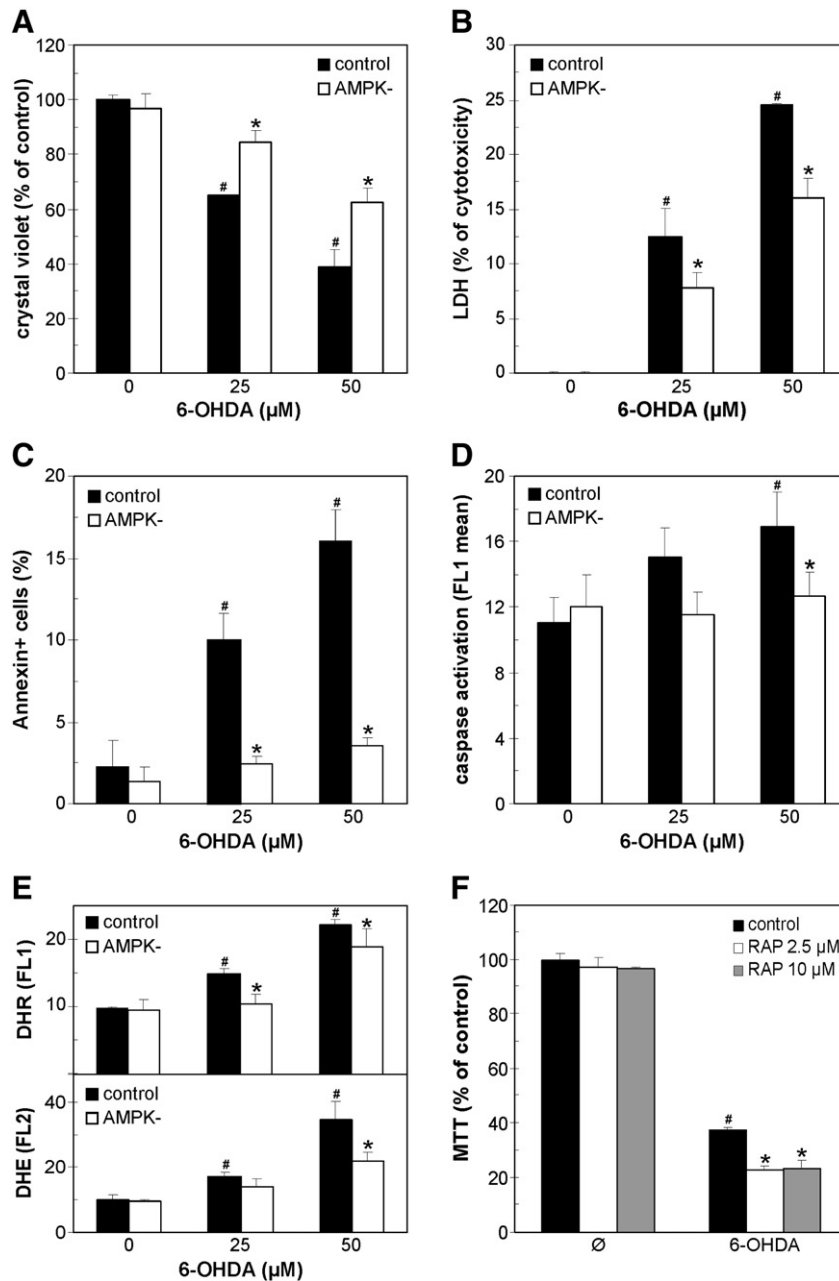 A
120
100
80
60
40
20
0
crystal violet (% of control)
control
AMPK-
#
*
#
*
0 25 50
6-OHDA (µM)
B
30
25
20
15
10
5
0
LDH (% of cytotoxicity)
control
AMPK-
#
*
#
*
0 25 50
6-OHDA (µM)
C
20
15
10
5
0
Annexin+ cells (%)
control
AMPK-
#
*
#
*
0 25 50
6-OHDA (µM)
D
20
16
12
8
4
0
caspase activation (FL1 mean)
control
AMPK-
#
*
0 25 50
6-OHDA (µM)
E
20
10
DHR (FL1)
control
AMPK-
#
*
#
*
40
20
0
DHE (FL2)
control
AMPK-
#
#
*
0 25 50
6-OHDA (µM)
F
120
100
80
60
40
20
0
MTT (% of control)
control
RAP 2.5 µM
RAP 10 µM
#
*
*
Ø 6-OHDA